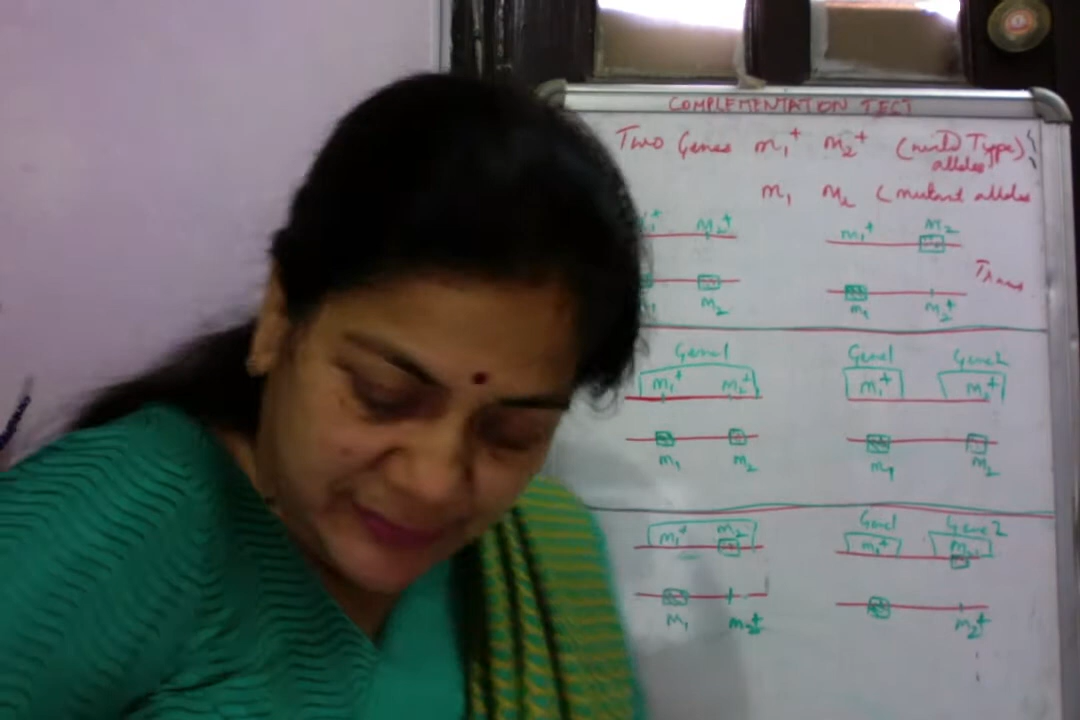 COMPLEMENTATION TEST
Two Genes m₁⁺ m₂⁺ (Wild Type)
alleles
m₁ m₂ (mutant alleles
m₂⁺ m₁⁺ m₂
Trans
m₂ m₁ m₂⁺
Gene1 Gene1 Gene2
m₁⁺ m₂⁺ m₁⁺ m₂⁺
m₁ m₂ m₁ m₂
Gene1 Gene2
m₁⁺ m₂ m₁⁺ m₂
m₁ m₂⁺ m₂⁺